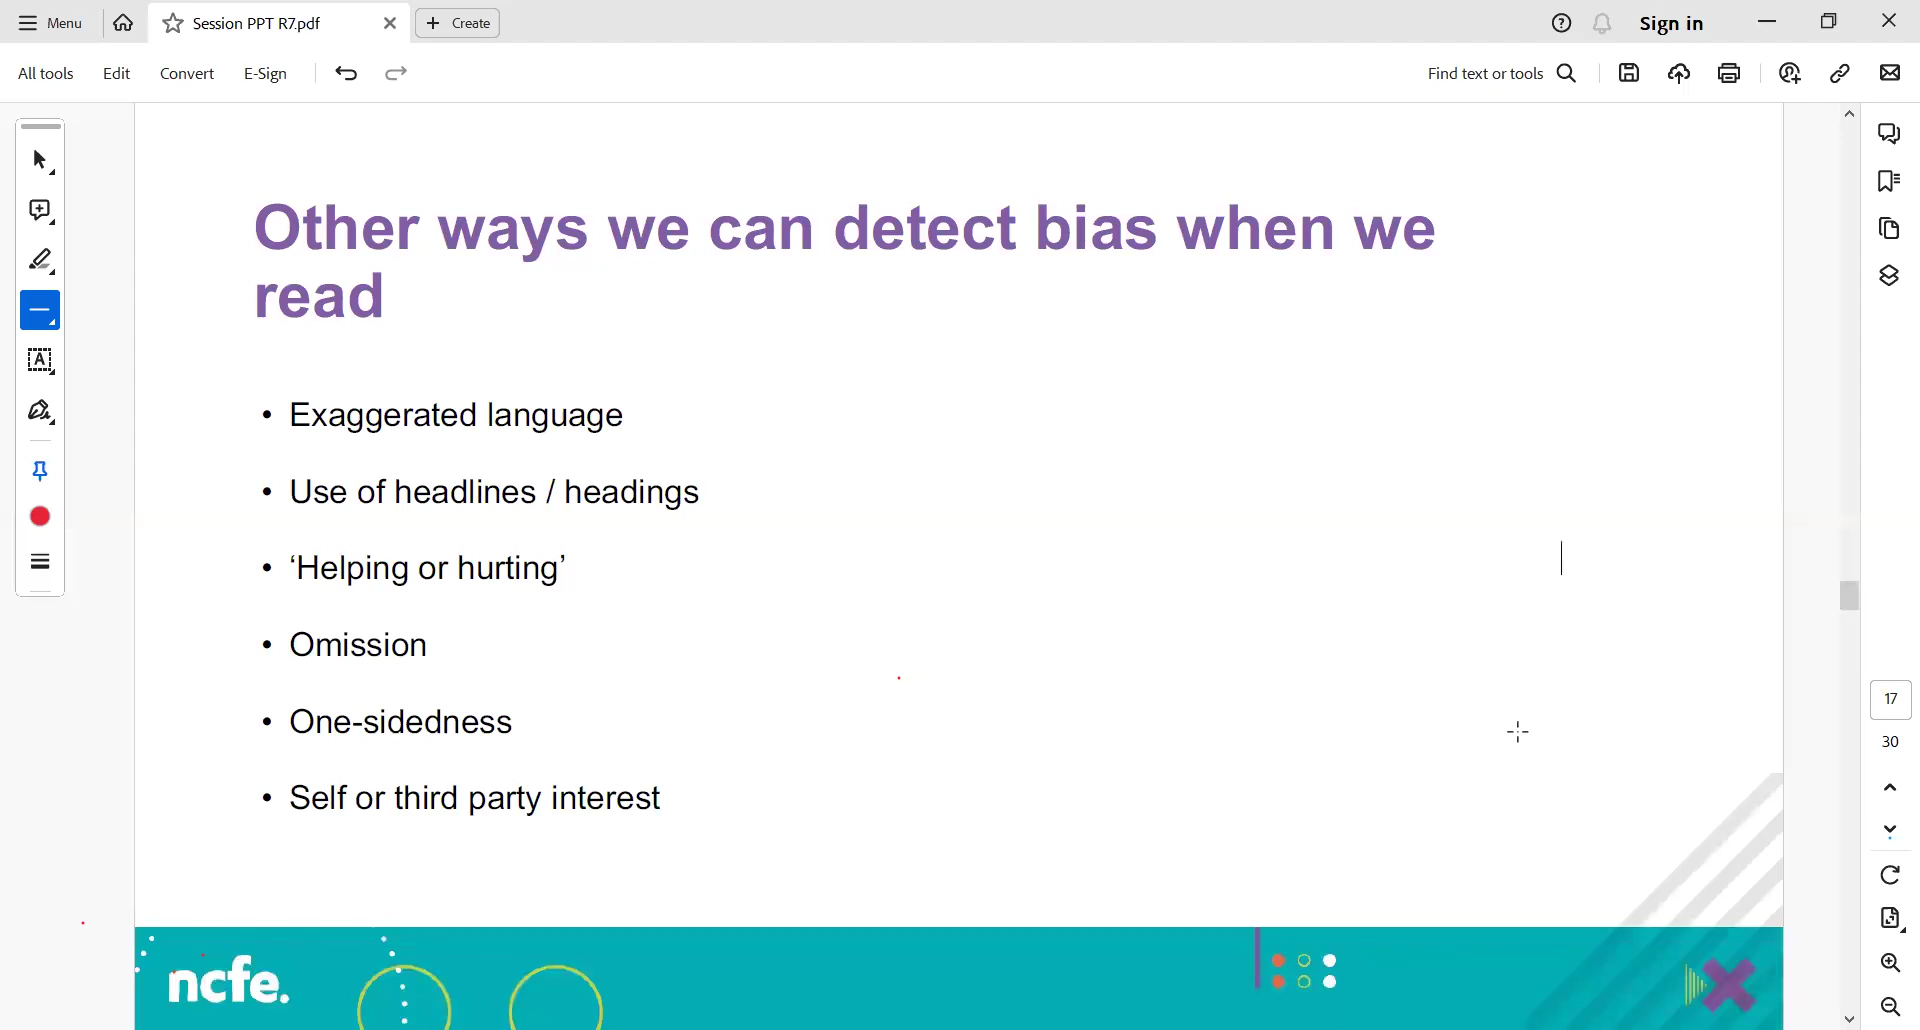 Menu
Session PPT R7.pdf
Create
Sign in
All tools
Edit
Convert
E-Sign
Find text or tools
Other ways we can detect bias when we
read
• Exaggerated language
• Use of headlines / headings
• ‘Helping or hurting’
• Omission
• One-sidedness
• Self or third party interest
17
30
ncfe.